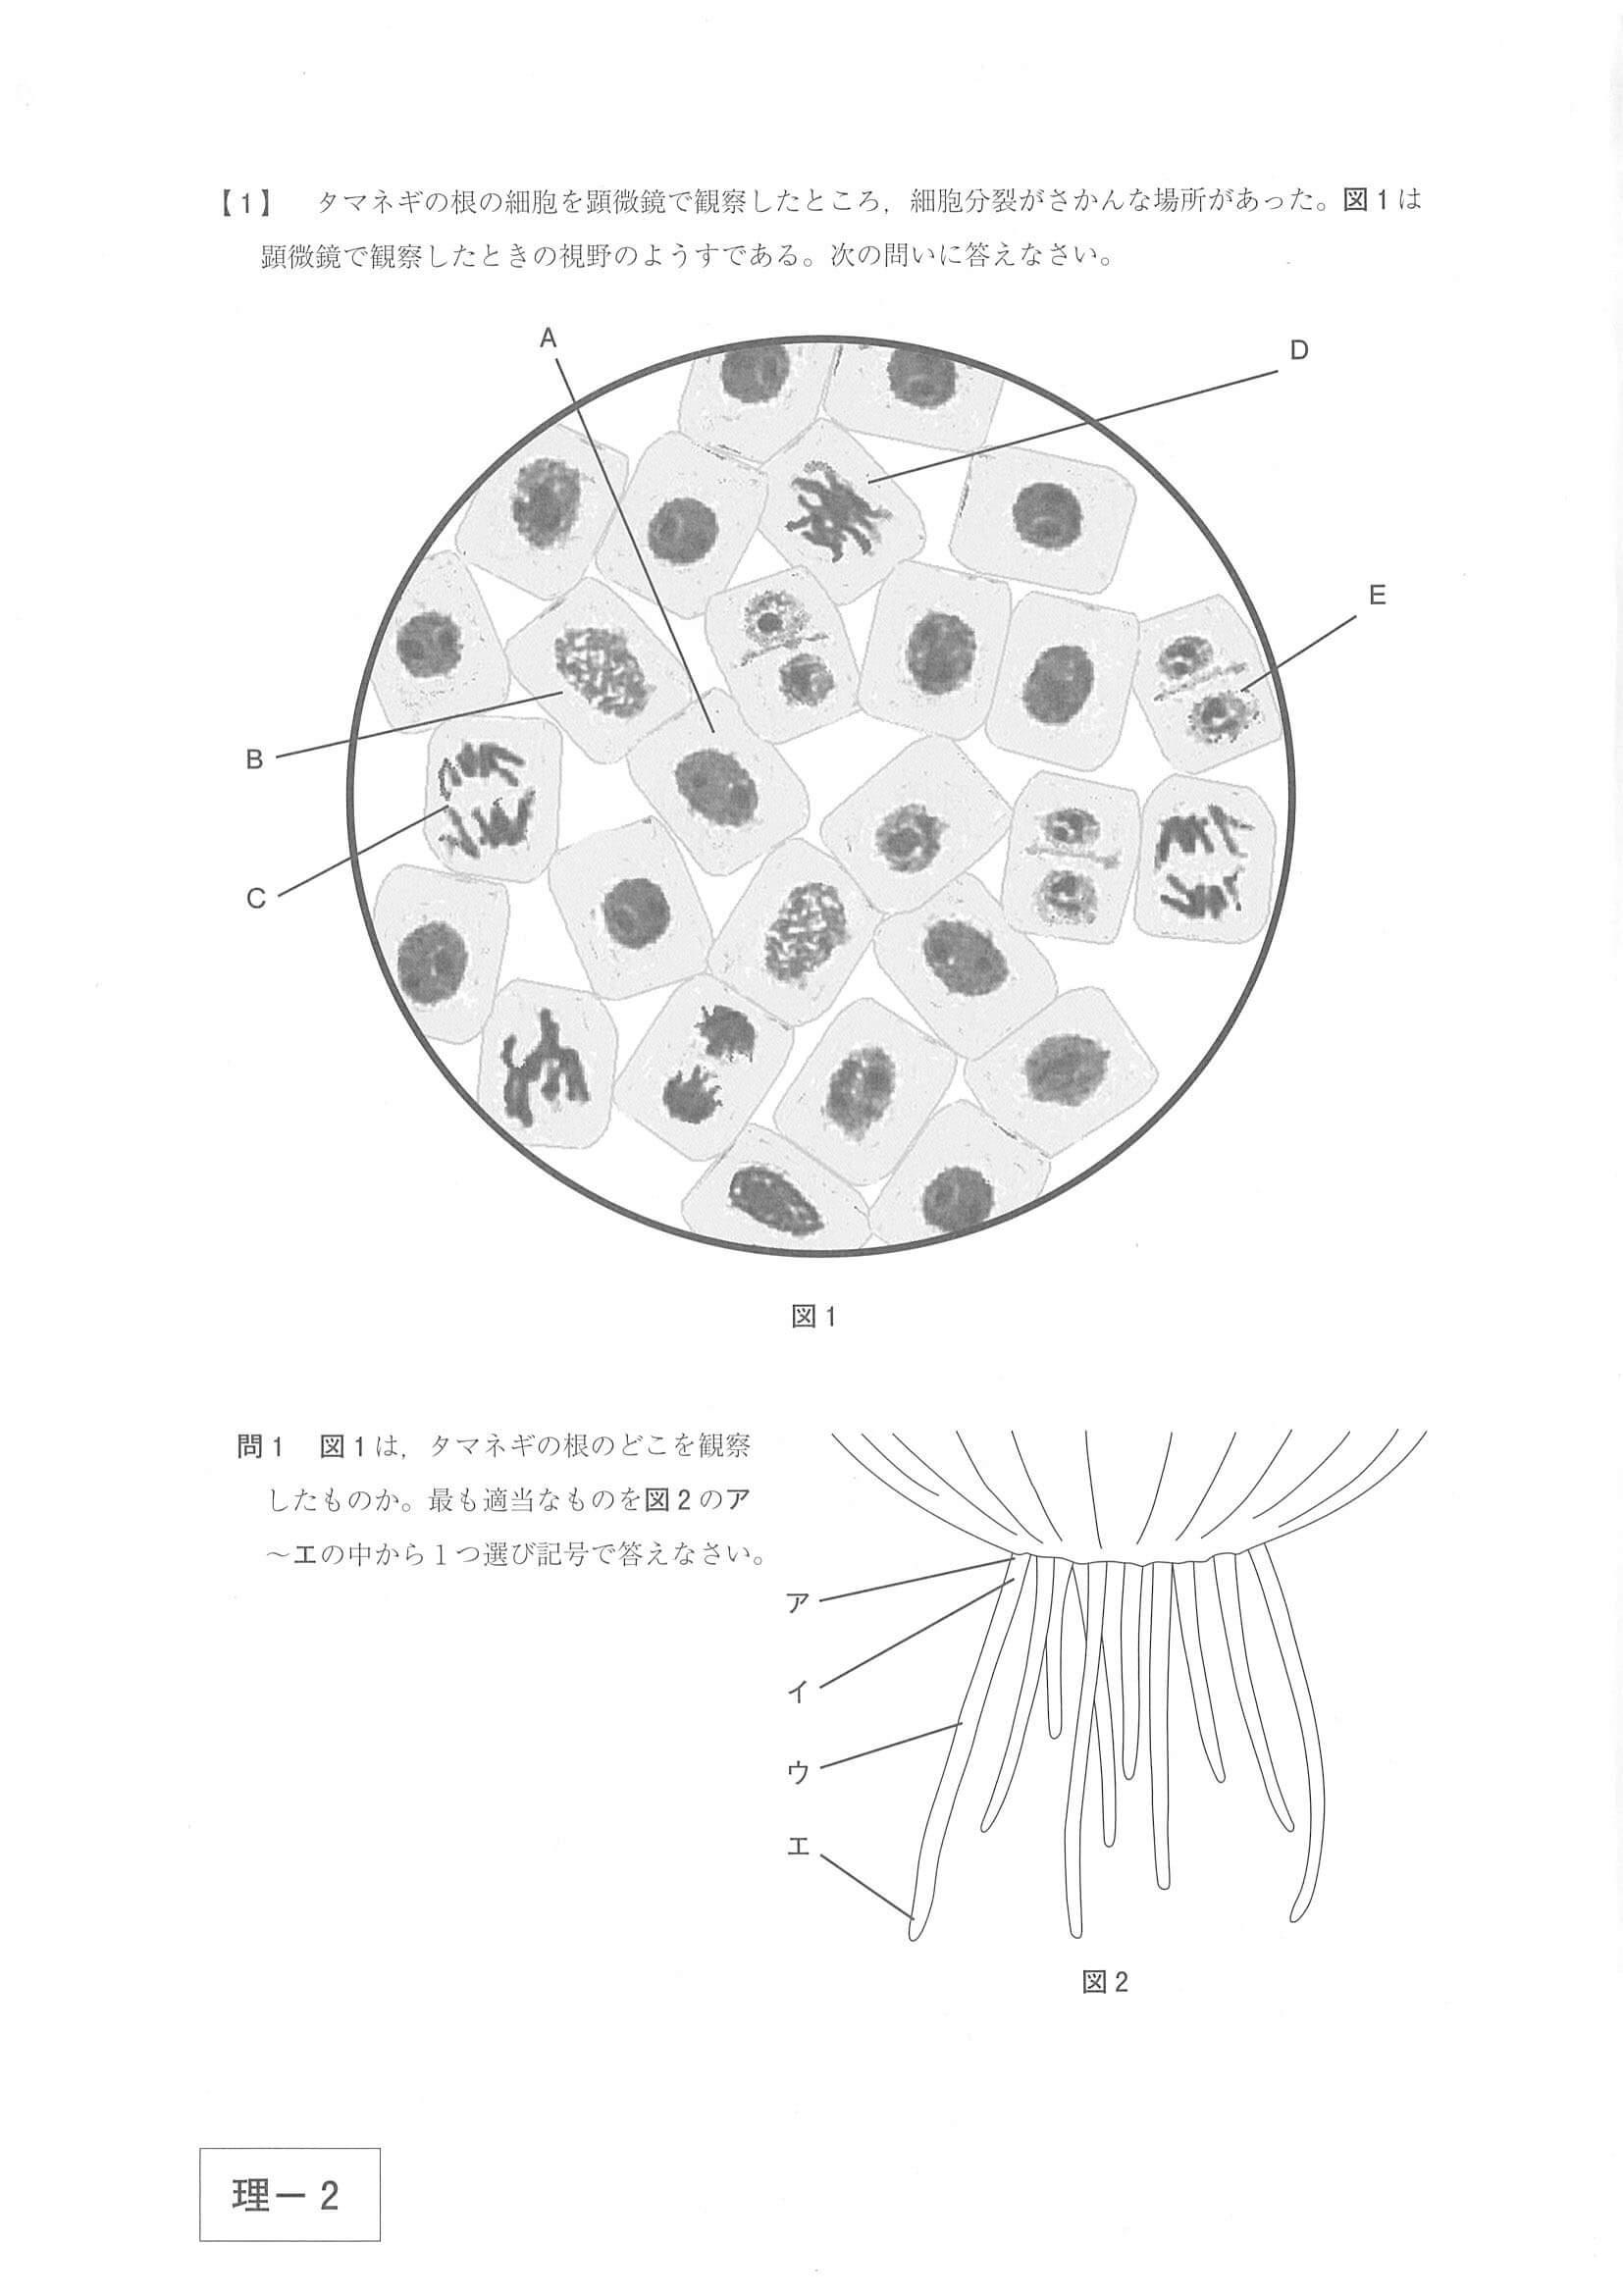 【1】 タマネギの根の細胞を顕微鏡で観察したところ，細胞分裂がさかんな場所があった。図1は
顕微鏡で観察したときの視野のようすである。次の問いに答えなさい。
A
D
E
B
C
図1
問1 図1は，タマネギの根のどこを観察
したものか。最も適当なものを図2のア
～エの中から1つ選び記号で答えなさい。
ア
イ
ウ
エ
図2
理－2